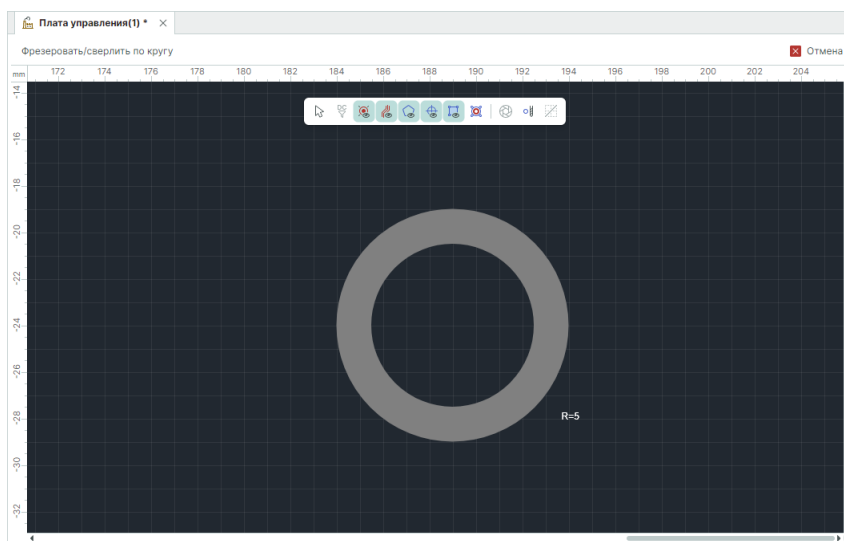 Плата управления(1) *
Фрезеровать/сверлить по кругу
Отмена
mm 172 174 176 178 180 182 184 186 188 190 192 194 196 198 200 202 204
-14
-16
-18
-20
-22
-24
-26
-28
-30
-32
R=5